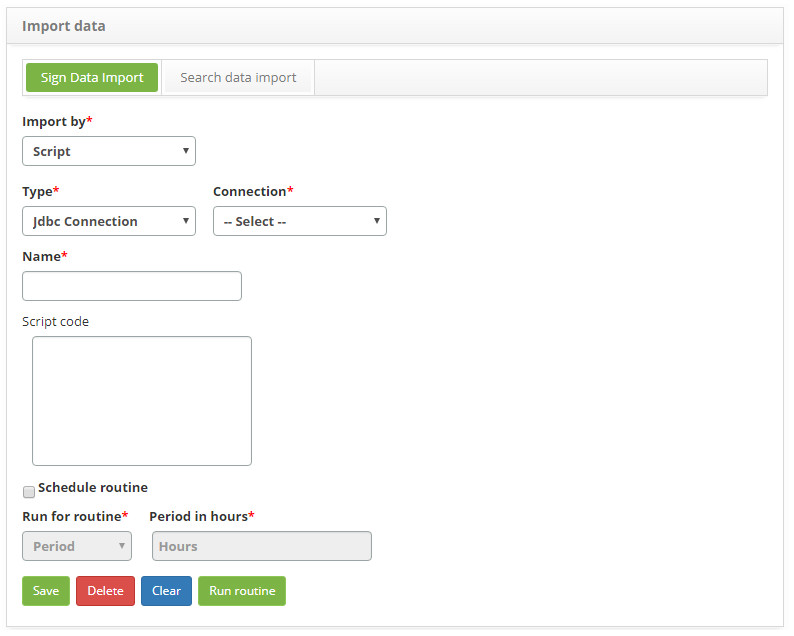 Import data
Sign Data Import Search data import
Import by*
Script
Type* Connection*
Jdbc Connection -- Select --
Name*
Script code
Schedule routine
Run for routine* Period in hours*
Period Hours
Save Delete Clear Run routine